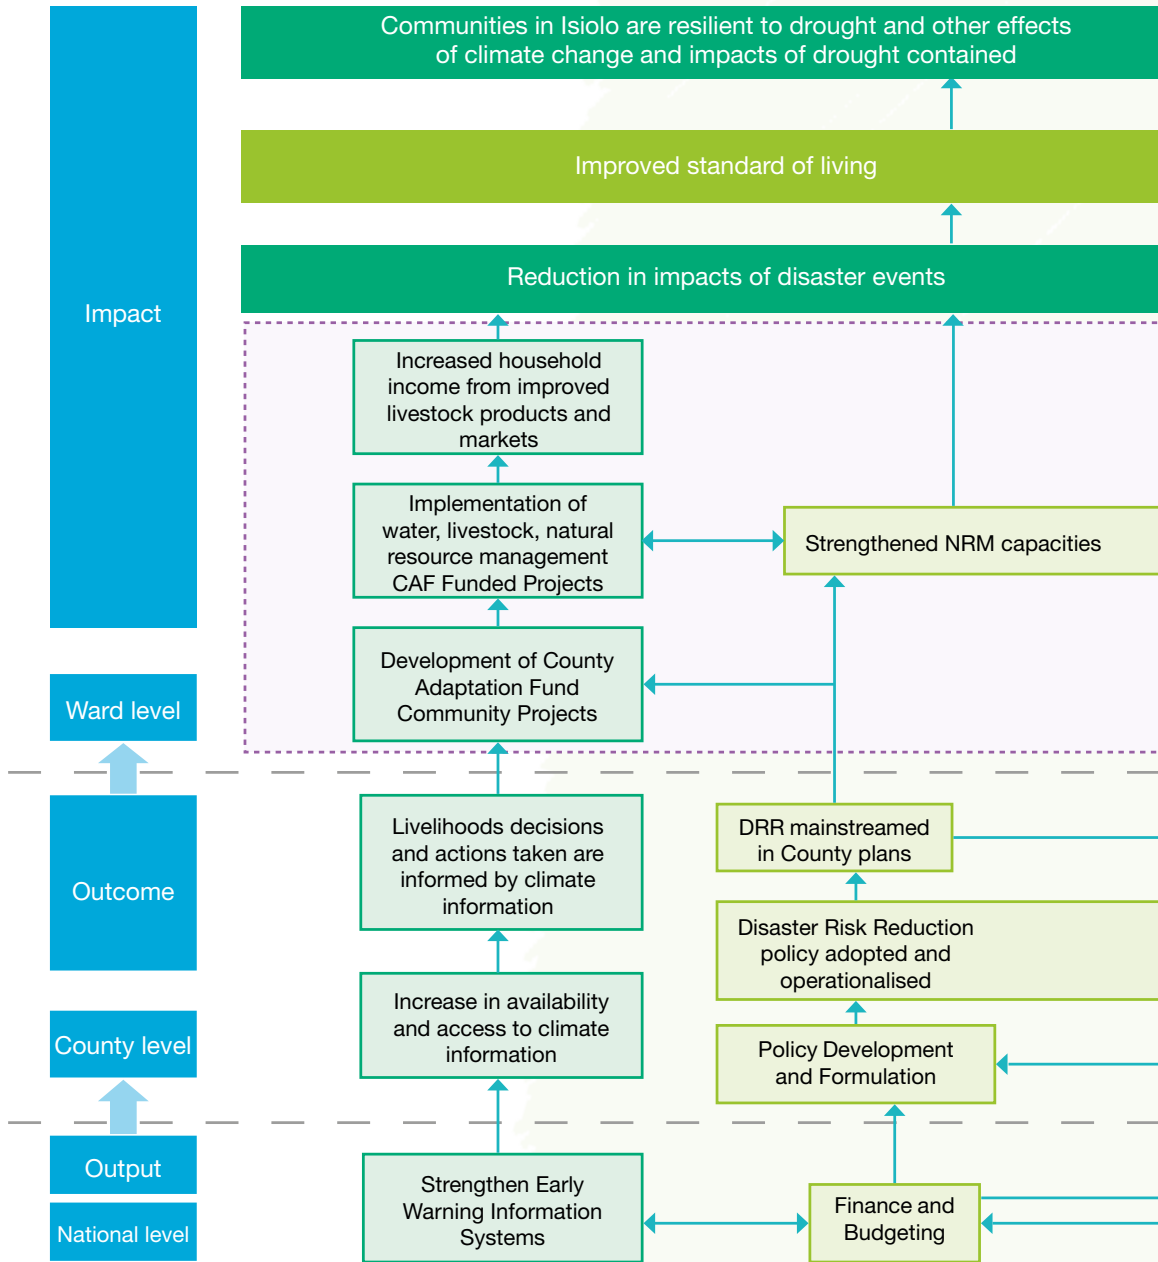 Communities in Isiolo are resilient to drought and other effects
of climate change and impacts of drought contained
Improved standard of living
Reduction in impacts of disaster events
Impact
Increased household
income from improved
livestock products and
markets
Implementation of
water, livestock, natural
resource management
CAF Funded Projects
Strengthened NRM capacities
Development of County
Adaptation Fund
Community Projects
Ward level
Outcome
Livelihoods decisions
and actions taken are
informed by climate
information
DRR mainstreamed
in County plans
Disaster Risk Reduction
policy adopted and
operationalised
Increase in availability
and access to climate
information
County level
Policy Development
and Formulation
Output
National level
Strengthen Early
Warning Information
Systems
Finance and
Budgeting